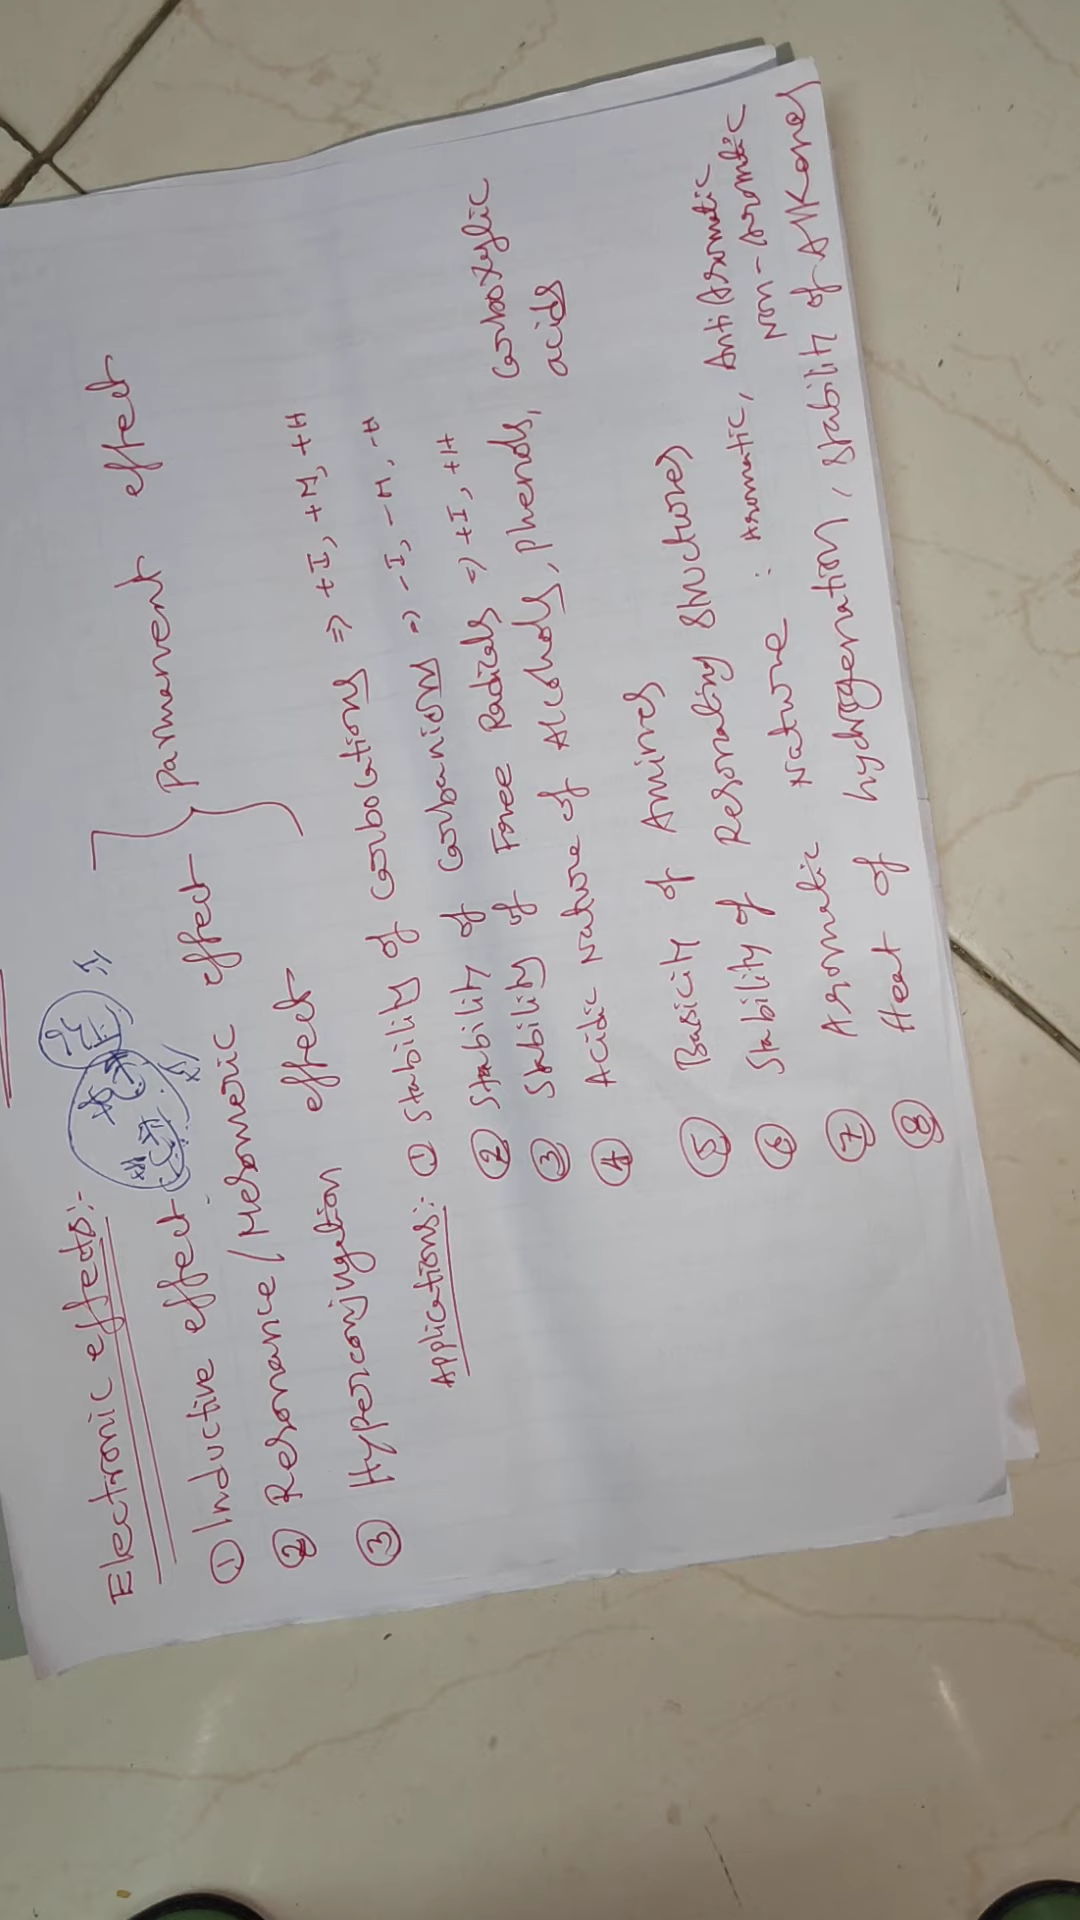 Electronic effects:-
① Inductive effect
② Resonance/Mesomeric effect
③ Hyperconjugation effect
Parmanent effect
Applications:- ① Stability of Carbocations => +I, +M, +H
② Stability of Carbanions => -I, -M, -H
③ Stability of Free Radicals => +I, +H
④ Acidic Nature of Alcohols, phenols, Carboxylic
acids
⑤ Basicity of Amines
⑥ Stability of Resonating structures
⑦ Aromatic Nature : Aromatic, Anti Aromatic
Non-aromatic
⑧ Heat of hydrogenation, stability of Alkenes